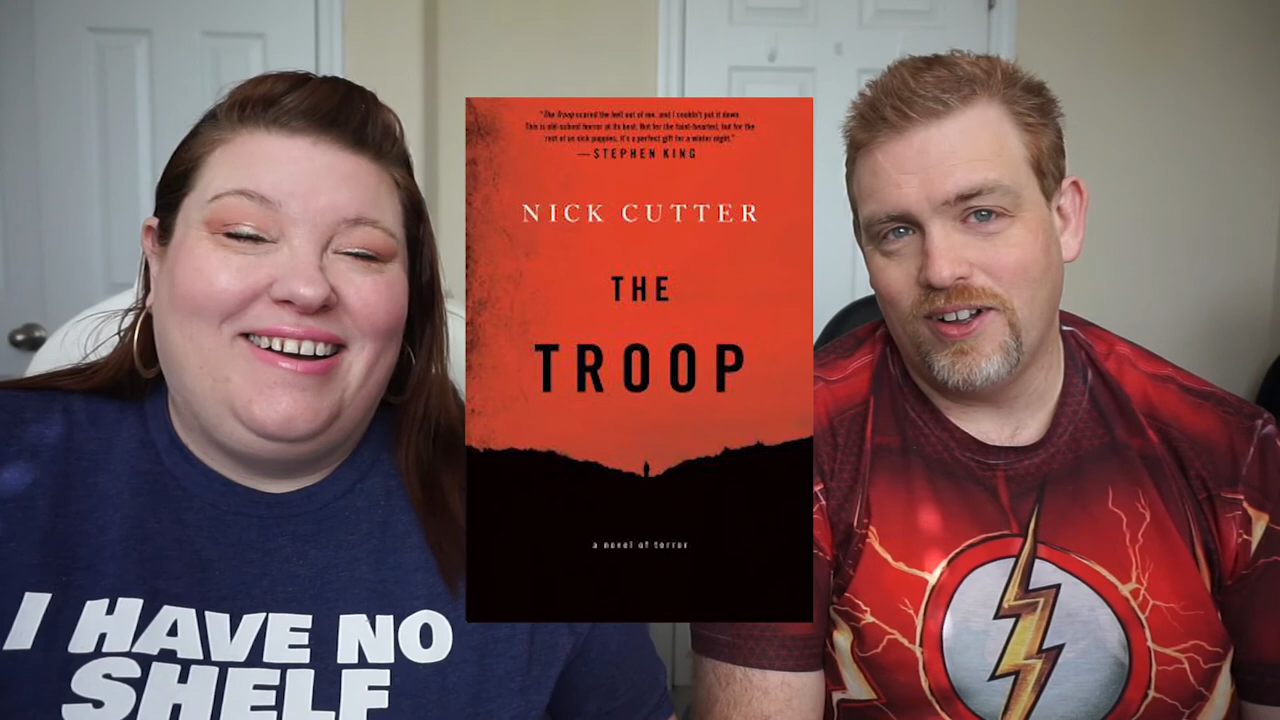 "The Troop scared the hell out of me, and I couldn't put it down.
This is old-school horror at its best. Not for the faint-hearted, but for the
rest of us sick puppies, it's a perfect gift for a winter night."
—STEPHEN KING
NICK CUTTER
THE
TROOP
a novel of terror
I HAVE NO
SHELF